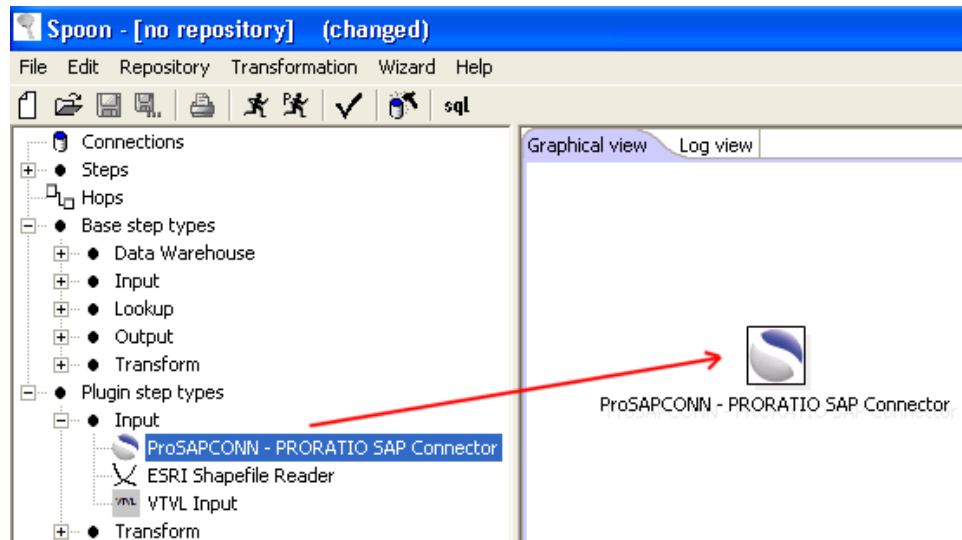 Spoon - [no repository] (changed)
File Edit Repository Transformation Wizard Help
sql
Connections
Steps
Hops
Base step types
Data Warehouse
Input
Lookup
Output
Transform
Plugin step types
Input
ProSAPCONN - PRORATIO SAP Connector
ESRI Shapefile Reader
VTVL VTVL Input
Transform
Graphical view Log view
ProSAPCONN - PRORATIO SAP Connector